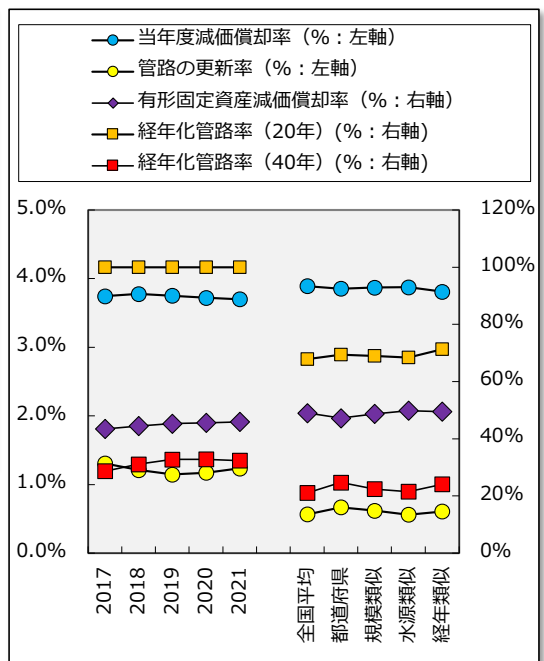 当年度減価償却率（%：左軸）
管路の更新率（%：左軸）
有形固定資産減価償却率（%：右軸）
経年化管路率（20年）(%：右軸)
経年化管路率（40年）(%：右軸)
5.0%
4.0%
3.0%
2.0%
1.0%
0.0%
120%
100%
80%
60%
40%
20%
0%
2017
2018
2019
2020
2021
全国平均
都道府県
規模類似
水源類似
経年類似